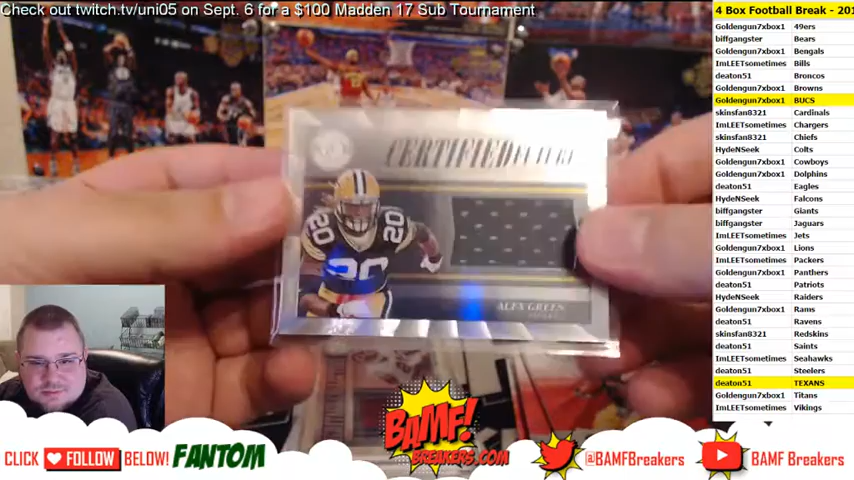 Check out twitch.tv/uni05 on Sept. 6 for a $100 Madden 17 Sub Tournament
4 Box Football Break - 201
Goldengun7xbox1 49ers
biffgangster Bears
Goldengun7xbox1 Bengals
ImLEETsometimes Bills
deaton51 Broncos
Goldengun7xbox1 Browns
Goldengun7xbox1 BUCS
skinsfan8321 Cardinals
ImLEETsometimes Chargers
skinsfan8321 Chiefs
HydeNSeek Colts
Goldengun7xbox1 Cowboys
Goldengun7xbox1 Dolphins
deaton51 Eagles
HydeNSeek Falcons
biffgangster Giants
biffgangster Jaguars
ImLEETsometimes Jets
Goldengun7xbox1 Lions
ImLEETsometimes Packers
Goldengun7xbox1 Panthers
deaton51 Patriots
HydeNSeek Raiders
Goldengun7xbox1 Rams
deaton51 Ravens
skinsfan8321 Redskins
deaton51 Saints
ImLEETsometimes Seahawks
deaton51 Steelers
deaton51 TEXANS
Goldengun7xbox1 Titans
ImLEETsometimes Vikings
CERTIFIED FUTURE
20 20
20
ALEX GREEN
CLICK FOLLOW BELOW! FANTOM
BAMF!
BREAKERS.COM
@BAMFBreakers
BAMF Breakers